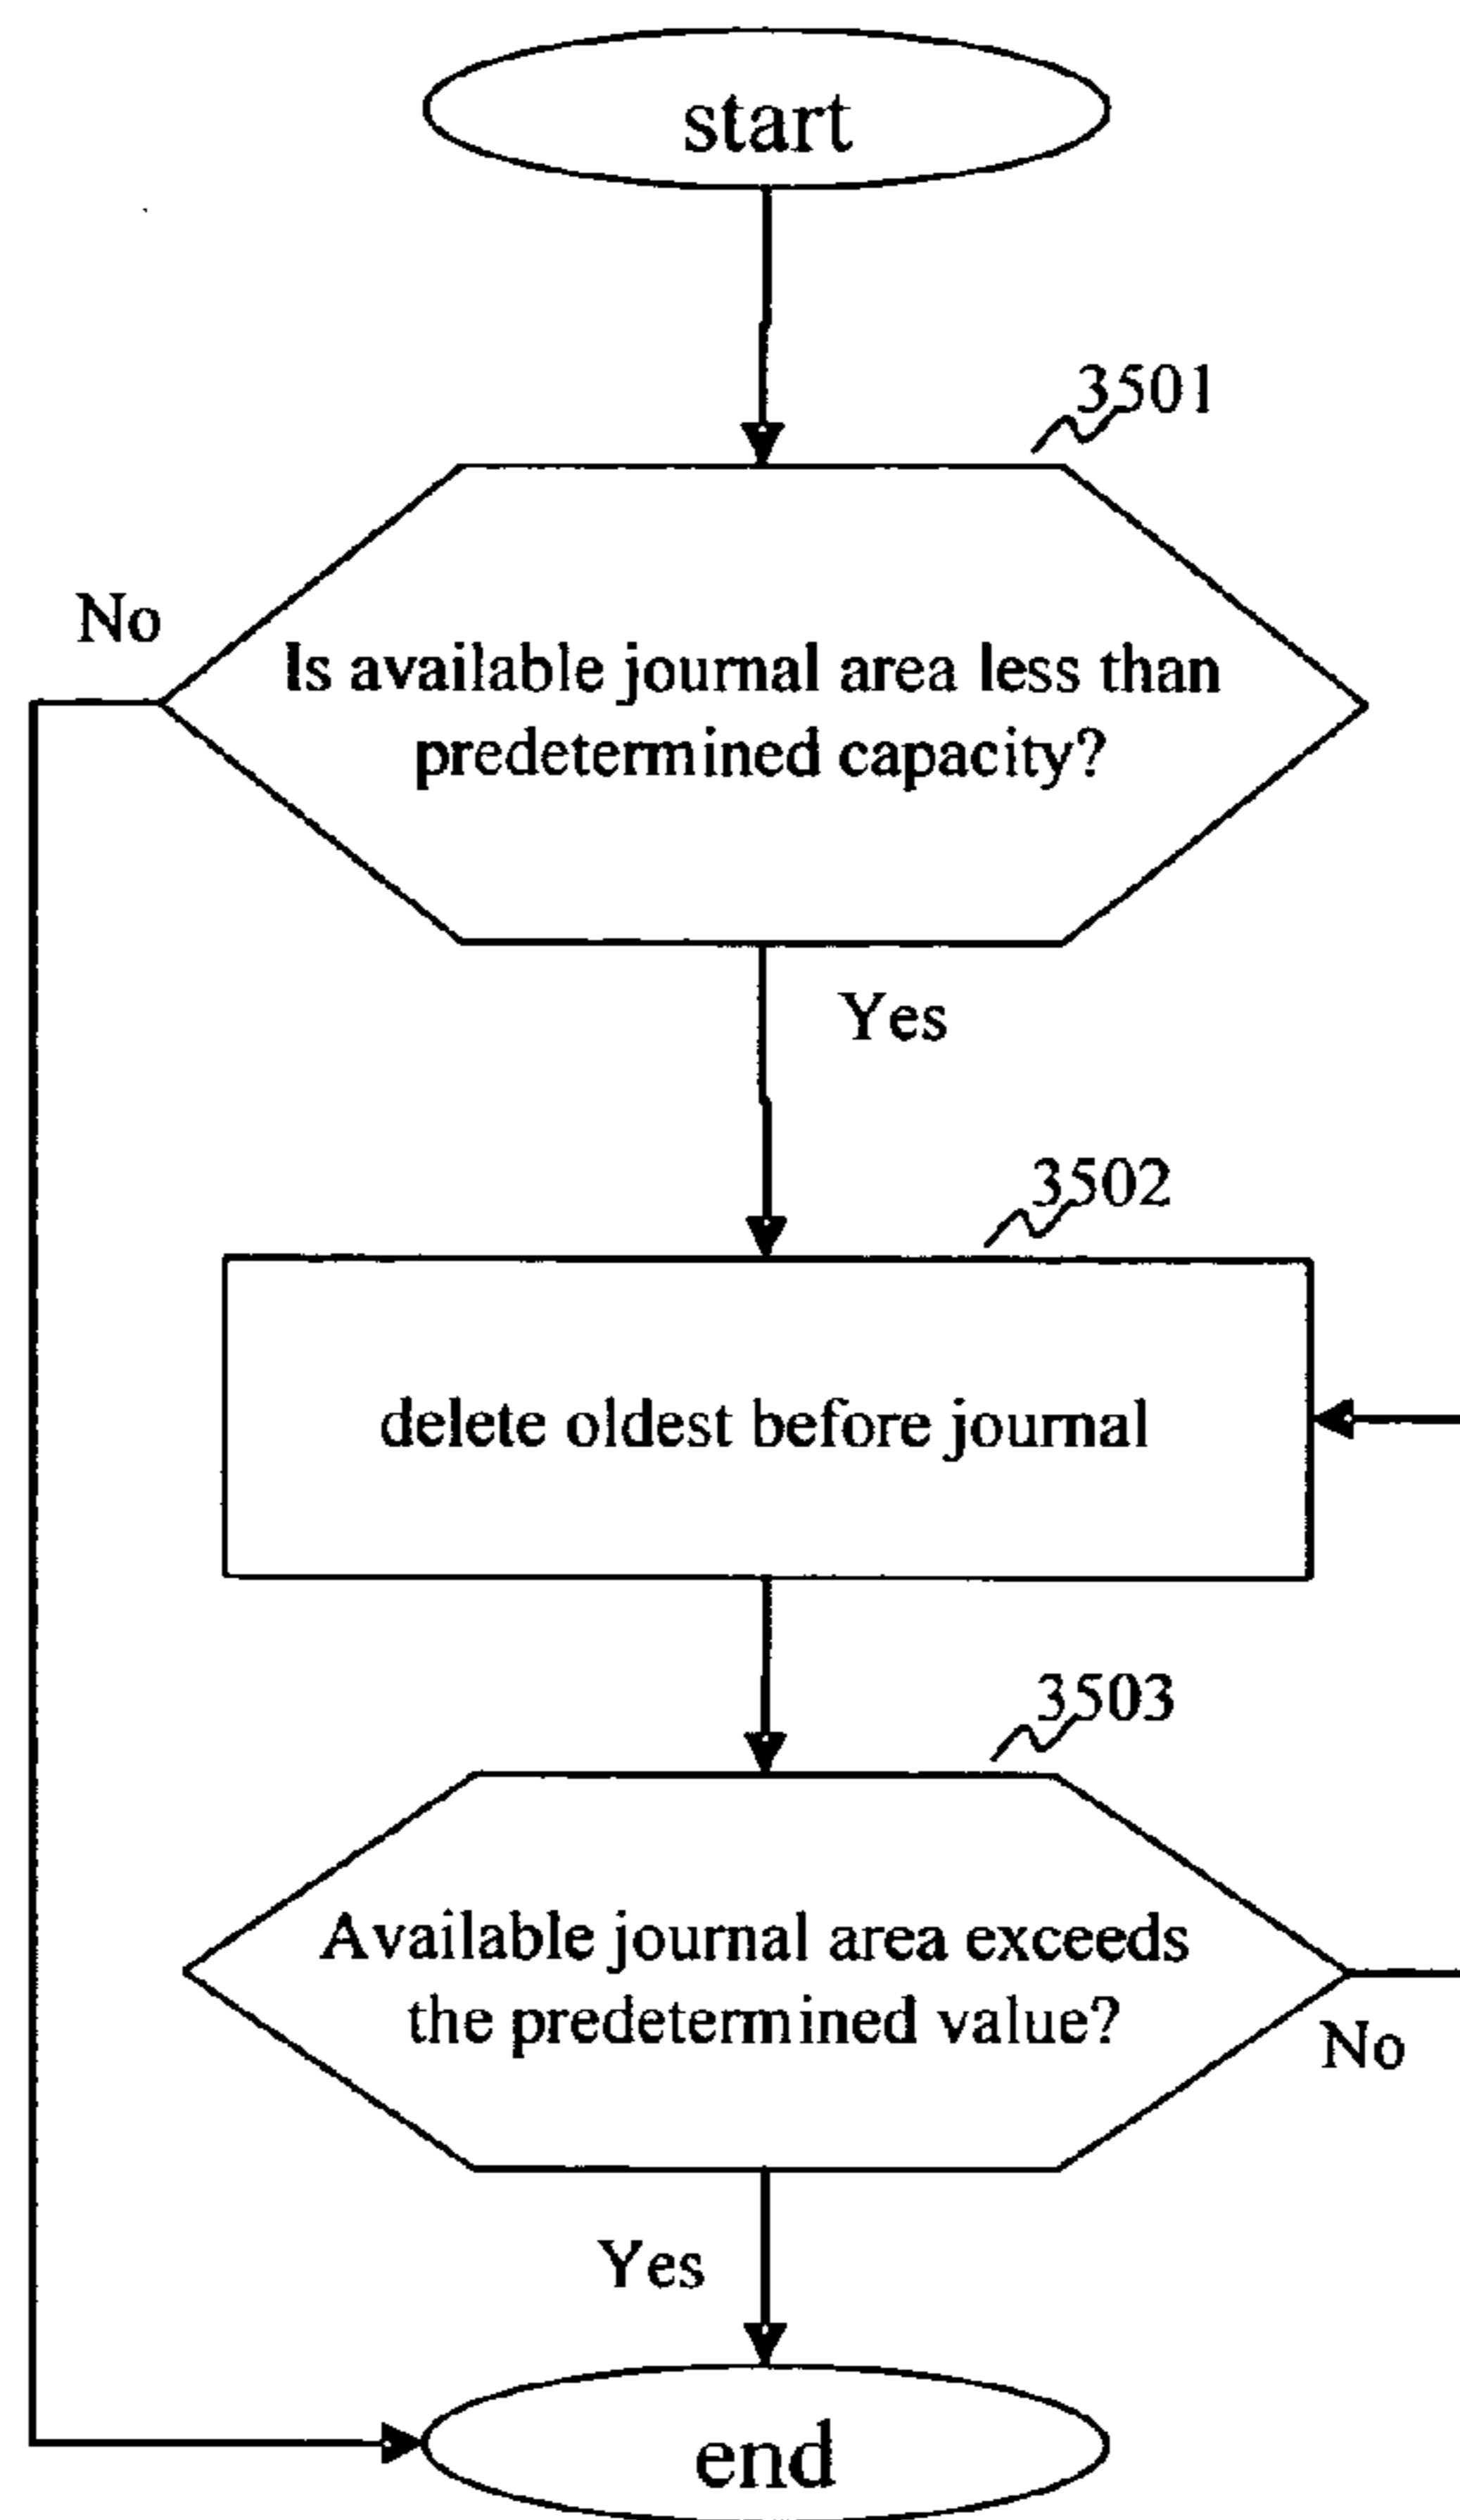 start
3501
No
Is available journal area less than
predetermined capacity?
Yes
3502
delete oldest before journal
3503
Available journal area exceeds
the predetermined value?
No
Yes
end